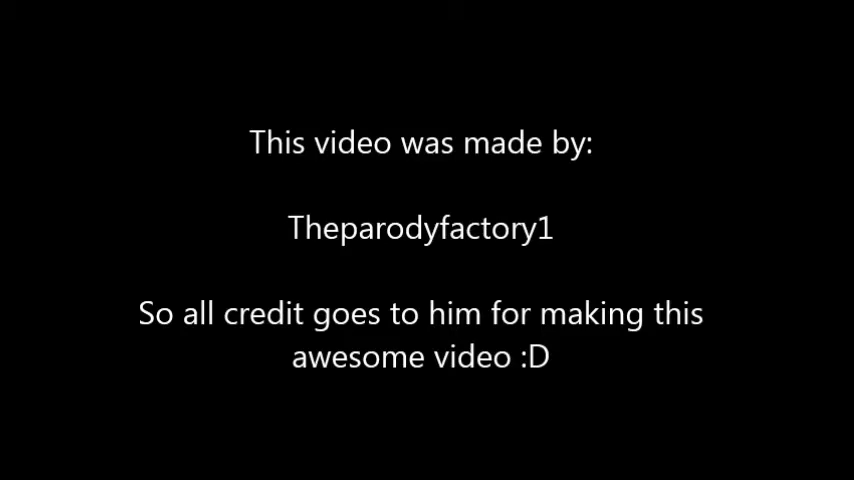 This video was made by:
Theparodyfactory1
So all credit goes to him for making this
awesome video :D